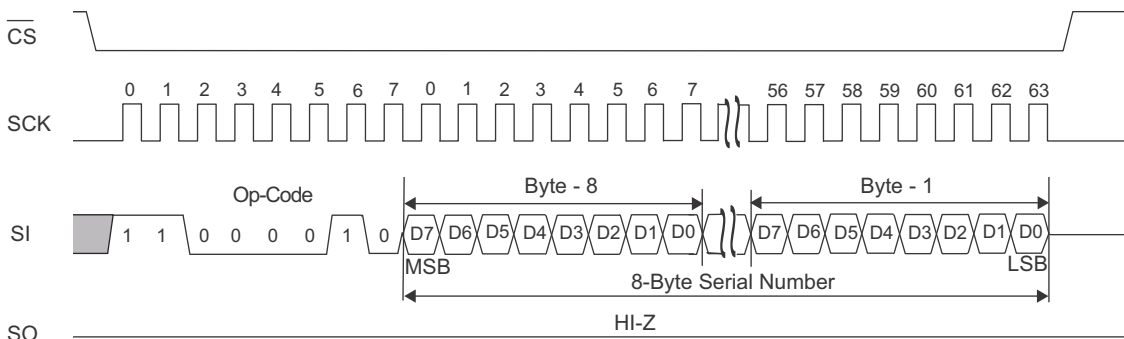 CS
0 1 2 3 4 5 6 7 0 1 2 3 4 5 6 7 56 57 58 59 60 61 62 63
SCK
Op-Code Byte - 8 Byte - 1
SI 1 1 0 0 0 0 1 0 D7 D6 D5 D4 D3 D2 D1 D0 D7 D6 D5 D4 D3 D2 D1 D0
MSB LSB
8-Byte Serial Number
HI-Z
SO